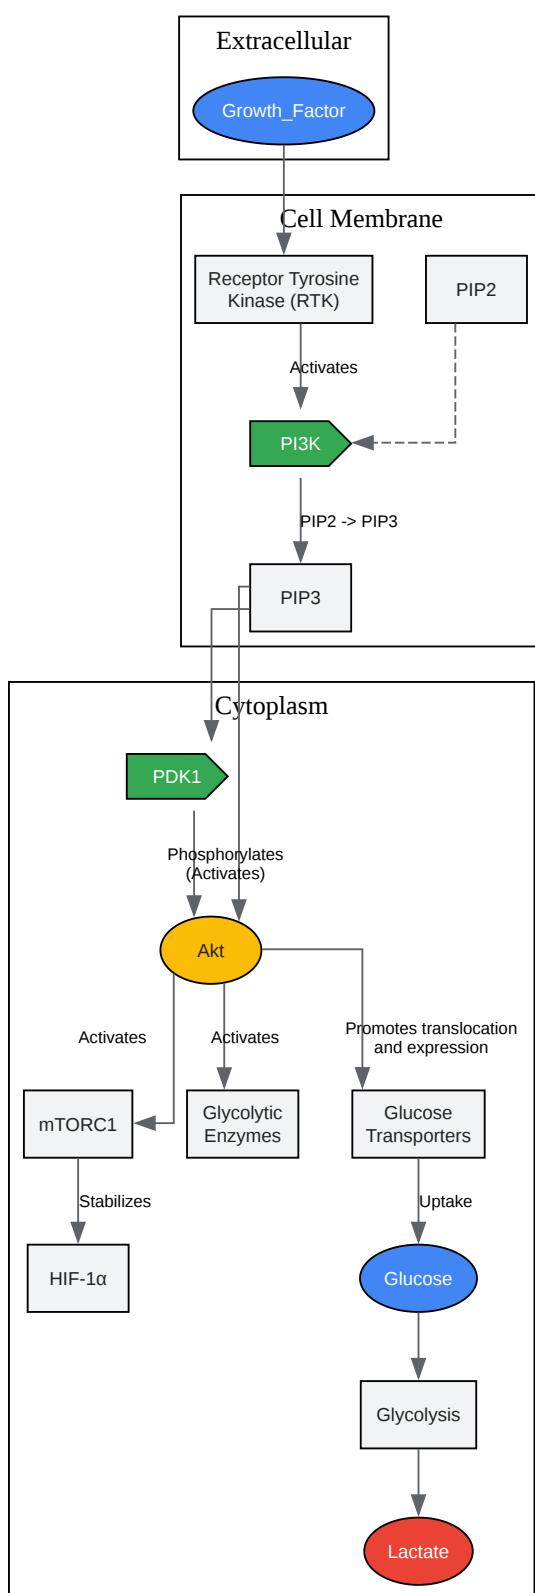 Extracellular
Growth_Factor
Cell Membrane
Receptor Tyrosine
Kinase (RTK)
PIP2
Activates
PI3K
PIP2 -> PIP3
PIP3
Cytoplasm
PDK1
Phosphorylates
(Activates)
Akt
Activates
Activates
Promotes translocation
and expression
mTORC1
Glycolytic
Enzymes
Glucose
Transporters
Stabilizes
Uptake
HIF-1α
Glucose
Glycolysis
Lactate